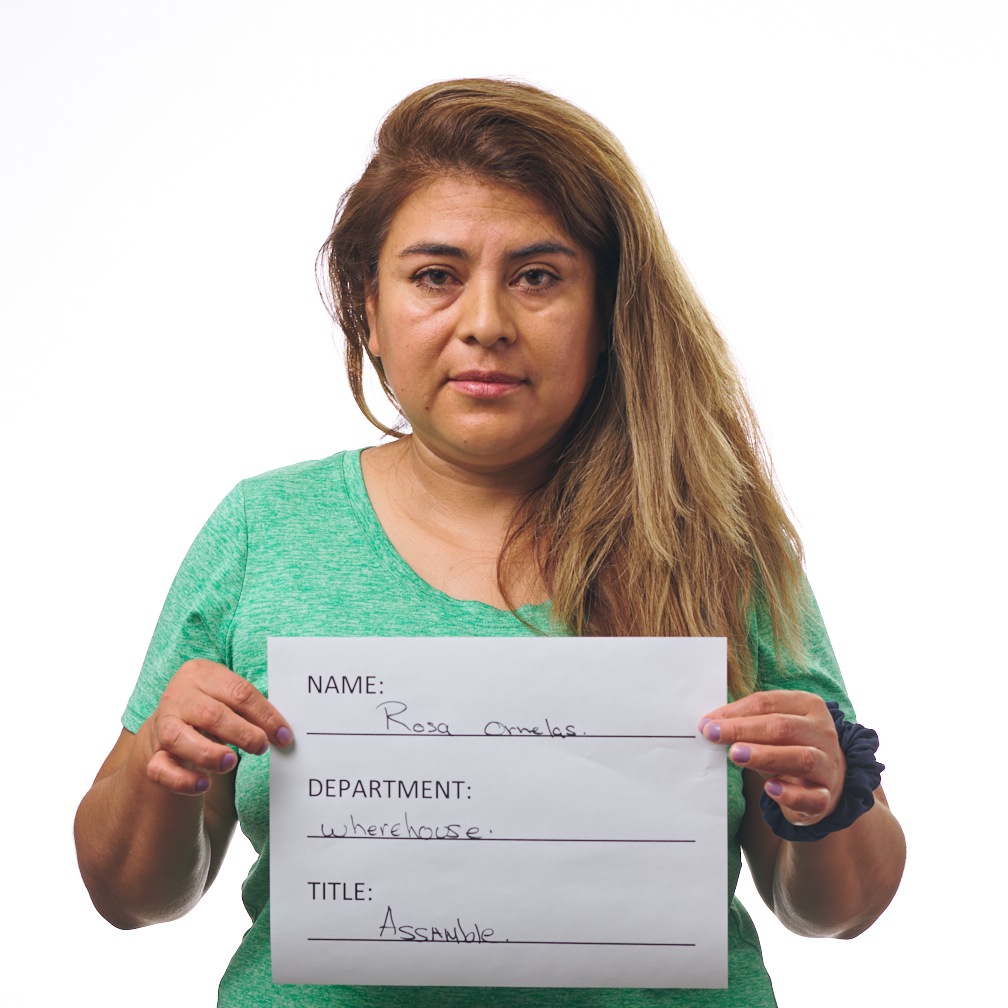 NAME:
Rosa Ornelas.
DEPARTMENT:
wherehouse.
TITLE:
Assamble.